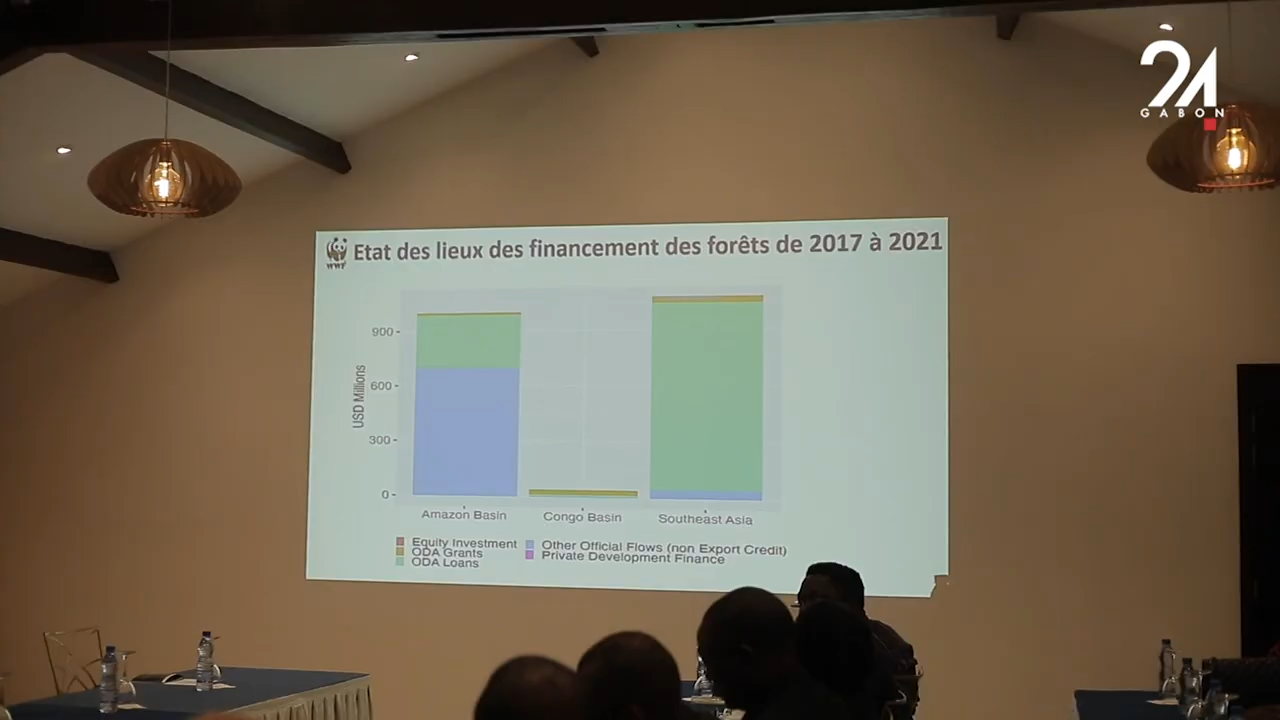 24
GABON
WWF
Etat des lieux des financement des forêts de 2017 à 2021
900
600
300
0
USD Millions
Amazon Basin
Congo Basin
Southeast Asia
Equity Investment
ODA Grants
ODA Loans
Other Official Flows (non Export Credit)
Private Development Finance